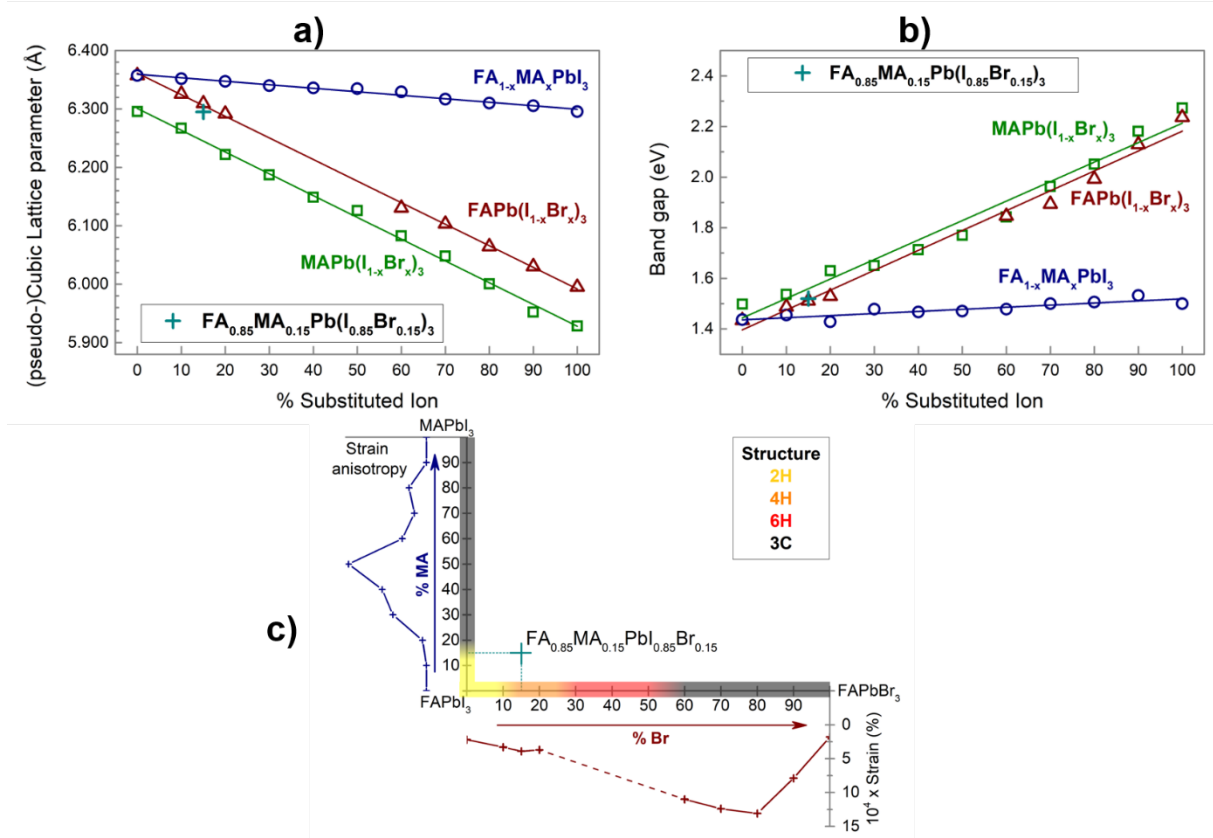 a)
(pseudo-)Cubic Lattice parameter (Å)
6.400
6.300
6.200
6.100
6.000
5.900
FA1-xMAxPbI3
FAPb(I1-xBrx)3
MAPb(I1-xBrx)3
FA0.85MA0.15Pb(I0.85Br0.15)3
0 10 20 30 40 50 60 70 80 90 100
% Substituted Ion
b)
Band gap (eV)
2.4
2.2
2.0
1.8
1.6
1.4
FA0.85MA0.15Pb(I0.85Br0.15)3
MAPb(I1-xBrx)3
FAPb(I1-xBrx)3
FA1-xMAxPbI3
0 10 20 30 40 50 60 70 80 90 100
% Substituted Ion
c)
MAPbI3
Strain
anisotropy
90
80
70
60
50
40
30
20
10
% MA
Structure
2H
4H
6H
3C
FA0.85MA0.15PbI0.85Br0.15
FAPbI3
10 20 30 40 50 60 70 80 90
FAPbBr3
% Br
0
5
10
15
10^4 x Strain (%)